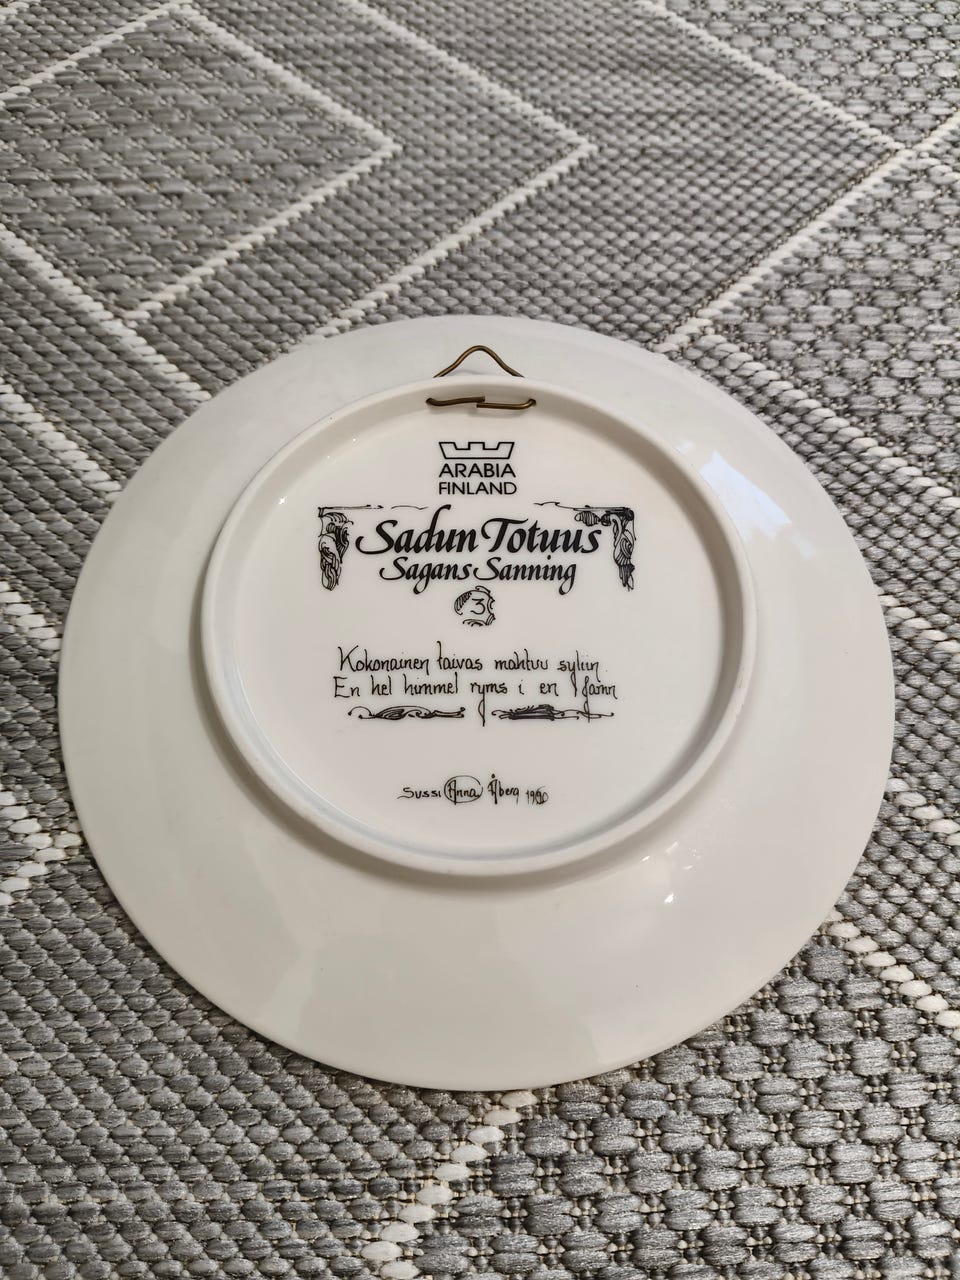 ARABIA
FINLAND
Sadun Totuus
Sagans Sanning
3
Kokonainen taivas mahtuu syliin
En hel himmel ryms i en famn
Sussi Anna Åberg 1990